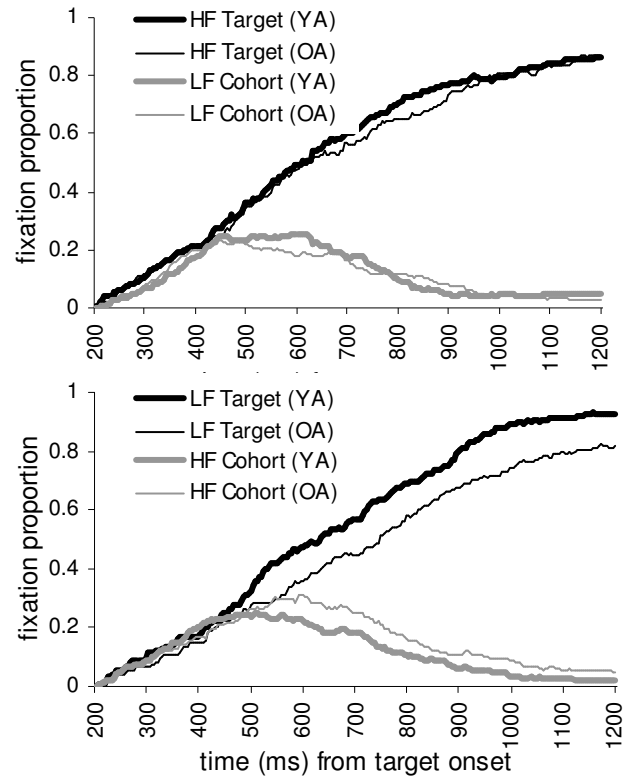 1
HF Target (YA)
HF Target (OA)
0.8
LF Cohort (YA)
LF Cohort (OA)
0.6
fixation proportion
0.4
0.2
0
200 300 400 500 600 700 800 900 1000 1100 1200
1
LF Target (YA)
LF Target (OA)
0.8
HF Cohort (YA)
HF Cohort (OA)
0.6
fixation proportion
0.4
0.2
0
200 300 400 500 600 700 800 900 1000 1100 1200
time (ms) from target onset